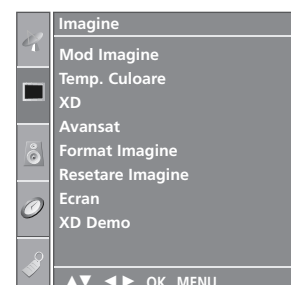 Imagine
Mod Imagine
Temp. Culoare
XD
Avansat
Format Imagine
Resetare Imagine
Ecran
XD Demo
▲▼ ◄► OK MENU